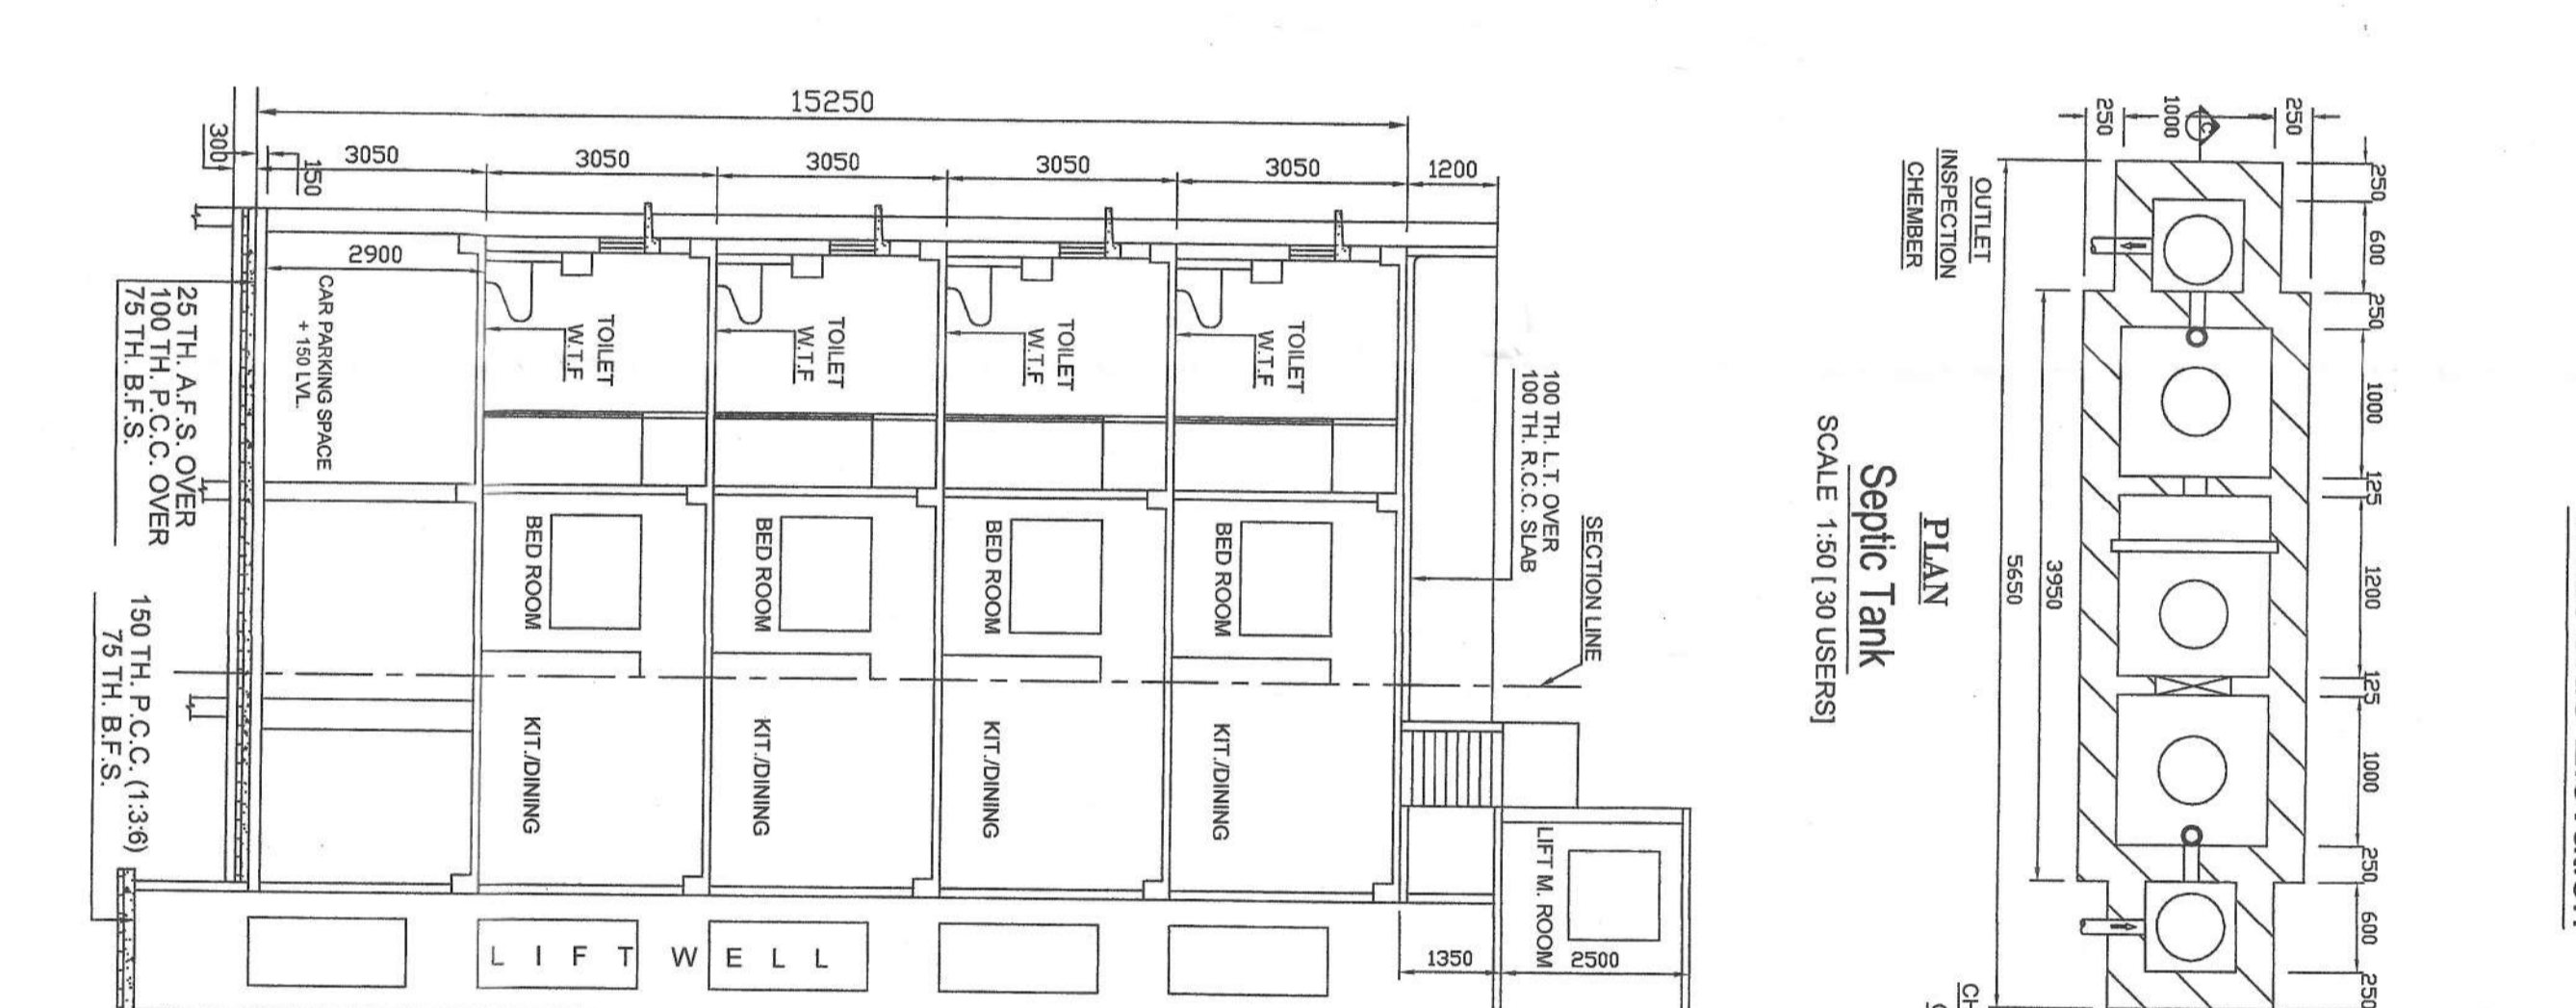 15250
300
150
3050
3050
3050
3050
3050
1200
2900
CAR PARKING SPACE
+ 150 LVL.
25 TH. A.F.S. OVER
100 TH. P.C.C. OVER
75 TH. B.F.S.
150 TH. P.C.C. (1:3:6)
75 TH. B.F.S.
TOILET
W.T.F
TOILET
W.T.F
TOILET
W.T.F
TOILET
W.T.F
BED ROOM
BED ROOM
BED ROOM
BED ROOM
KIT./DINING
KIT./DINING
KIT./DINING
KIT./DINING
LIFT WELL
100 TH. L.T. OVER
100 TH. R.C.C. SLAB
SECTION LINE
LIFT M. ROOM
1350
2500
250
1000
250
C
OUTLET
INSPECTION
CHEMBER
PLAN
Septic Tank
SCALE 1:50 [ 30 USERS]
5650
3950
250
600
250
1000
125
1200
125
1000
250
600
250